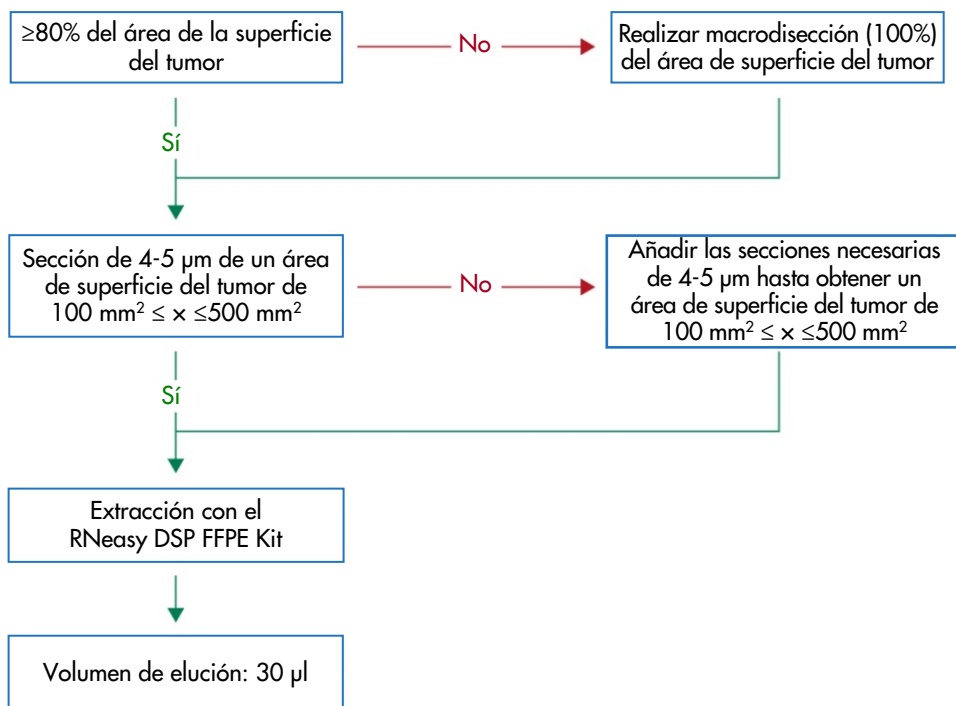 ≥80% del área de la superficie
del tumor
No
Realizar macrodisección (100%)
del área de superficie del tumor
Sí
Sección de 4-5 µm de un área
de superficie del tumor de
100 mm² ≤ × ≤500 mm²
No
Añadir las secciones necesarias
de 4-5 µm hasta obtener un
área de superficie del tumor de
100 mm² ≤ × ≤500 mm²
Sí
Extracción con el
RNeasy DSP FFPE Kit
Volumen de elución: 30 µl